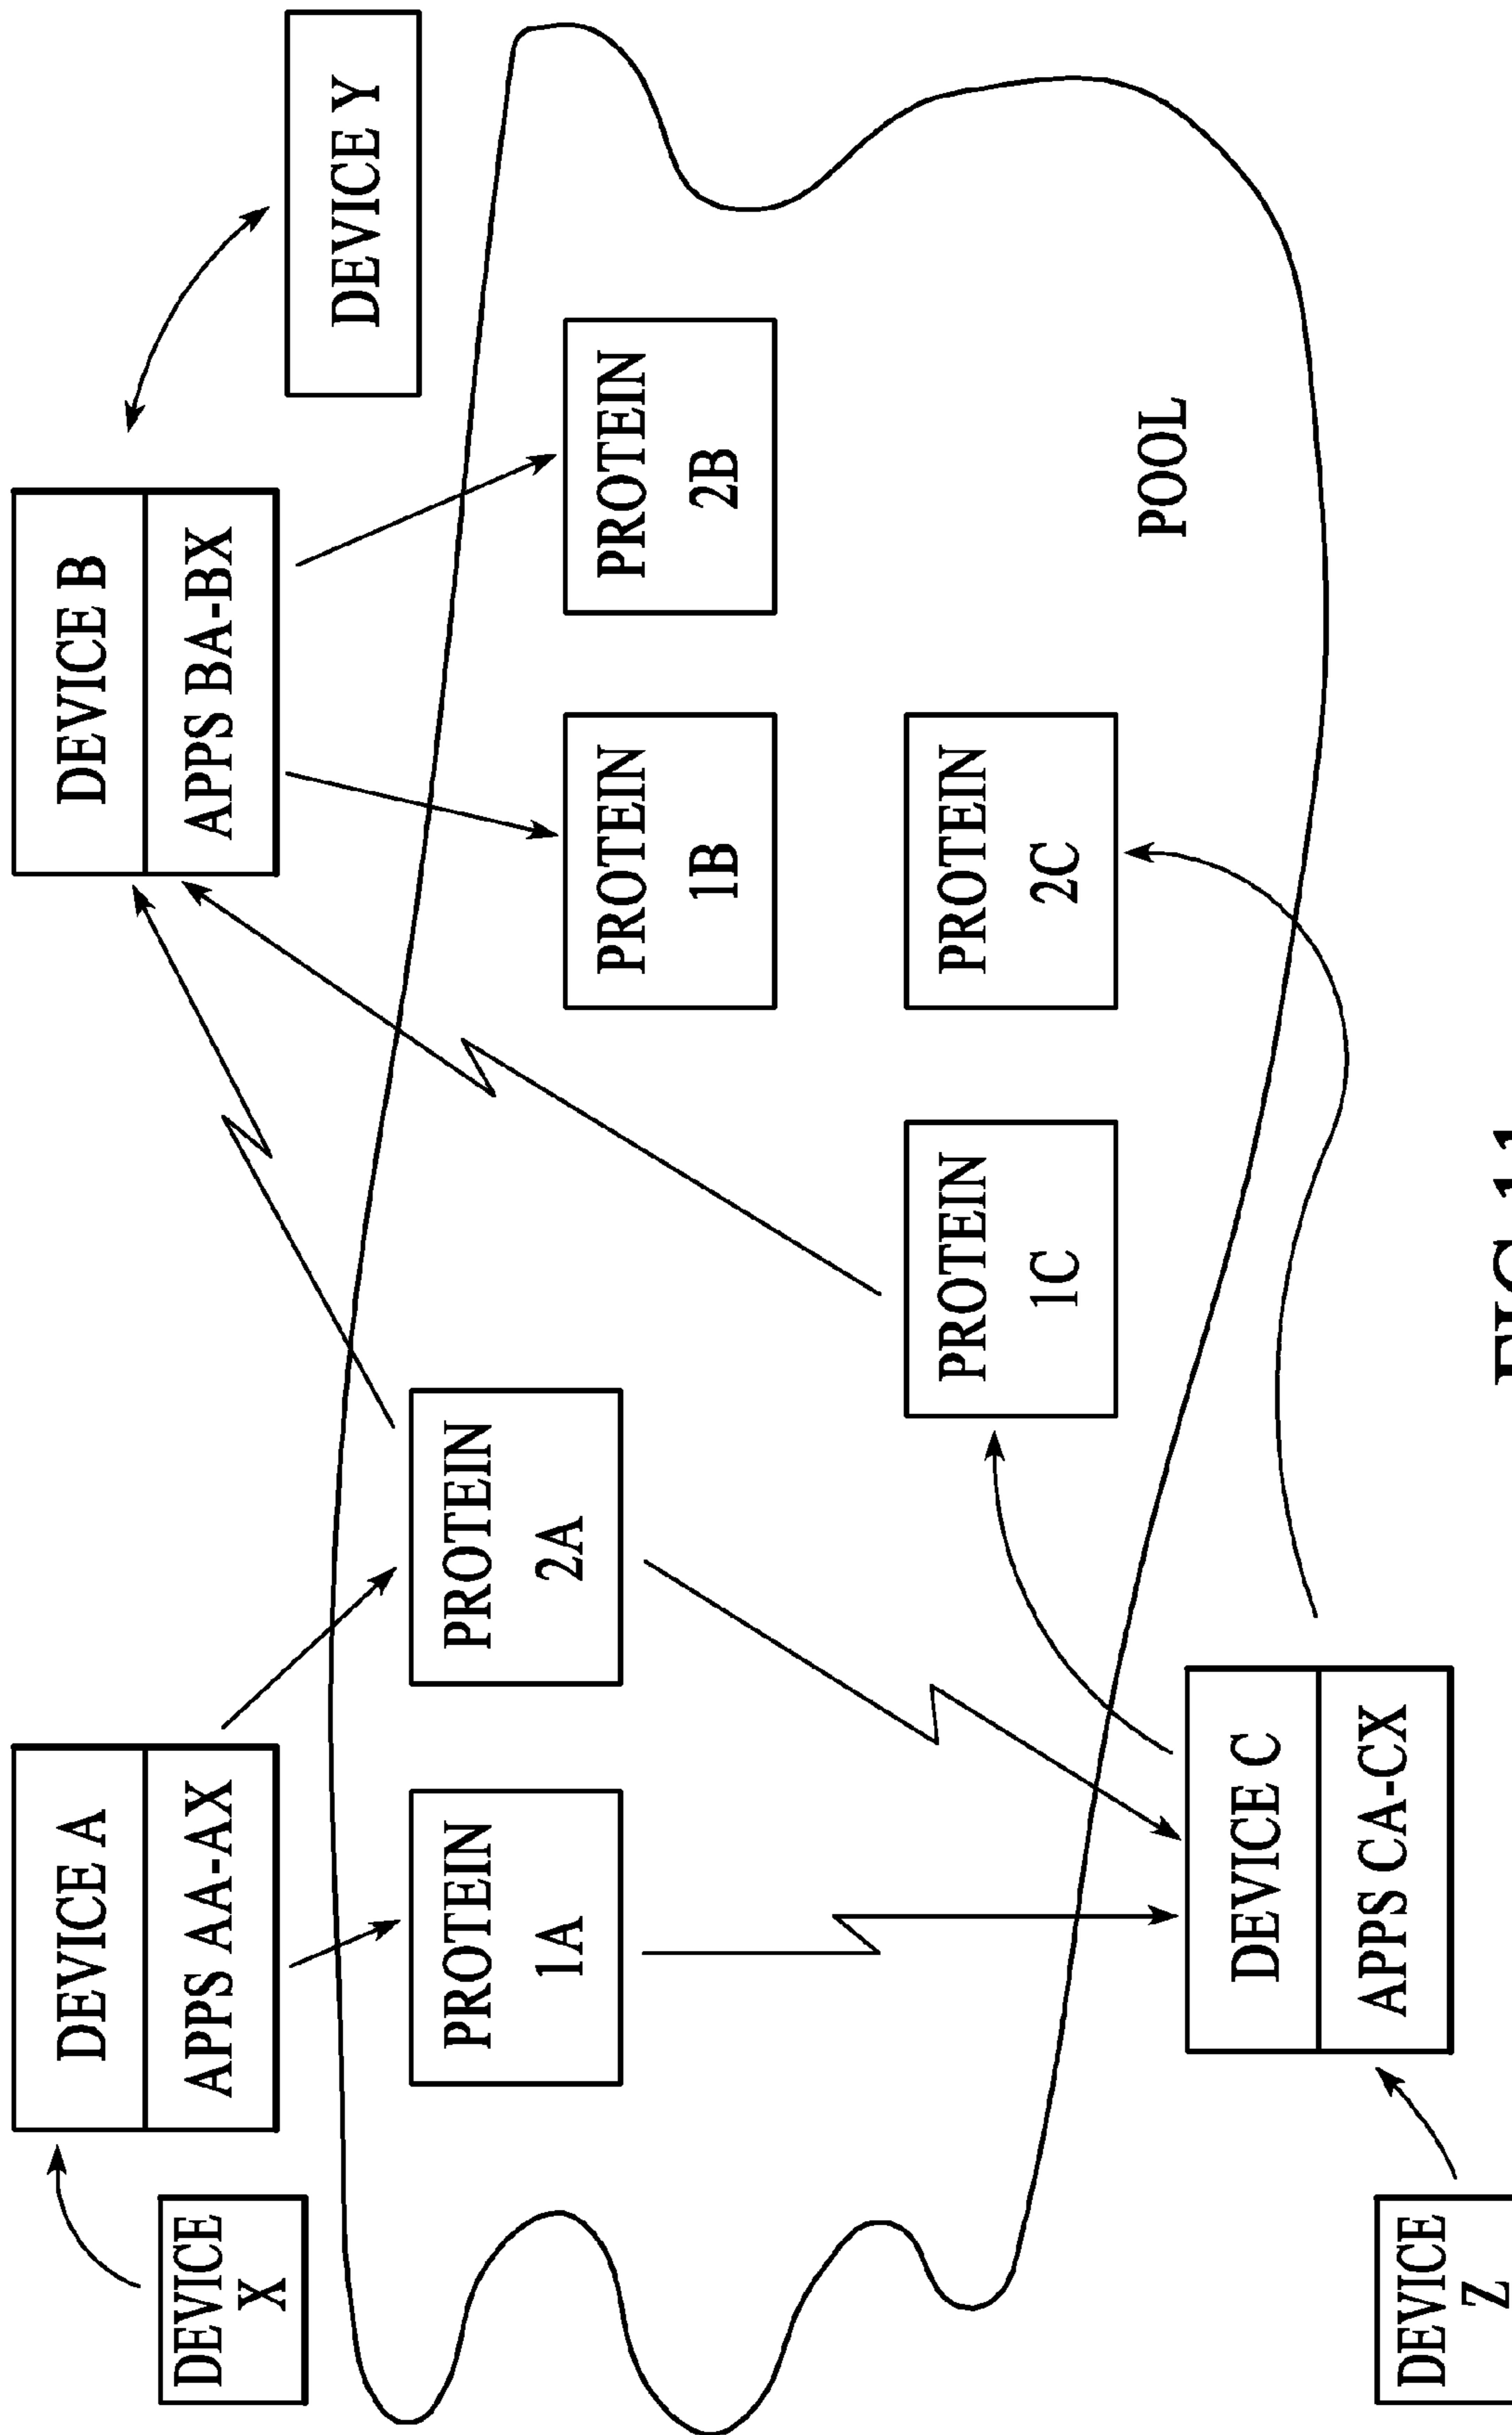 DEVICE
X
DEVICE A
APPS AA-AX
DEVICE B
APPS BA-BX
DEVICE Y
PROTEIN
1A
PROTEIN
2A
PROTEIN
1B
PROTEIN
2B
PROTEIN
1C
PROTEIN
2C
POOL
DEVICE C
APPS CA-CX
DEVICE
Z